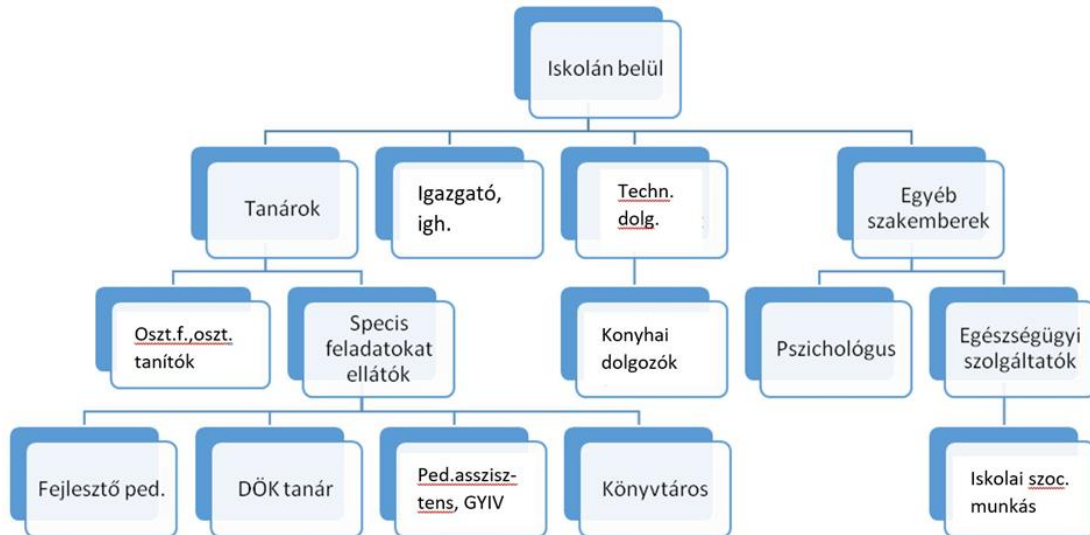 Iskolán belül
Tanárok
Igazgató,
igh.
Techn.
dolg.
Egyéb
szakemberek
Oszt.f.,oszt.
tanítók
Specis
feladatokat
ellátók
Konyhai
dolgozók
Pszichológus
Egészségügyi
szolgáltatók
Fejlesztő ped.
DÖK tanár
Ped.asszisz-
tens, GYIV
Könyvtáros
Iskolai szoc.
munkás